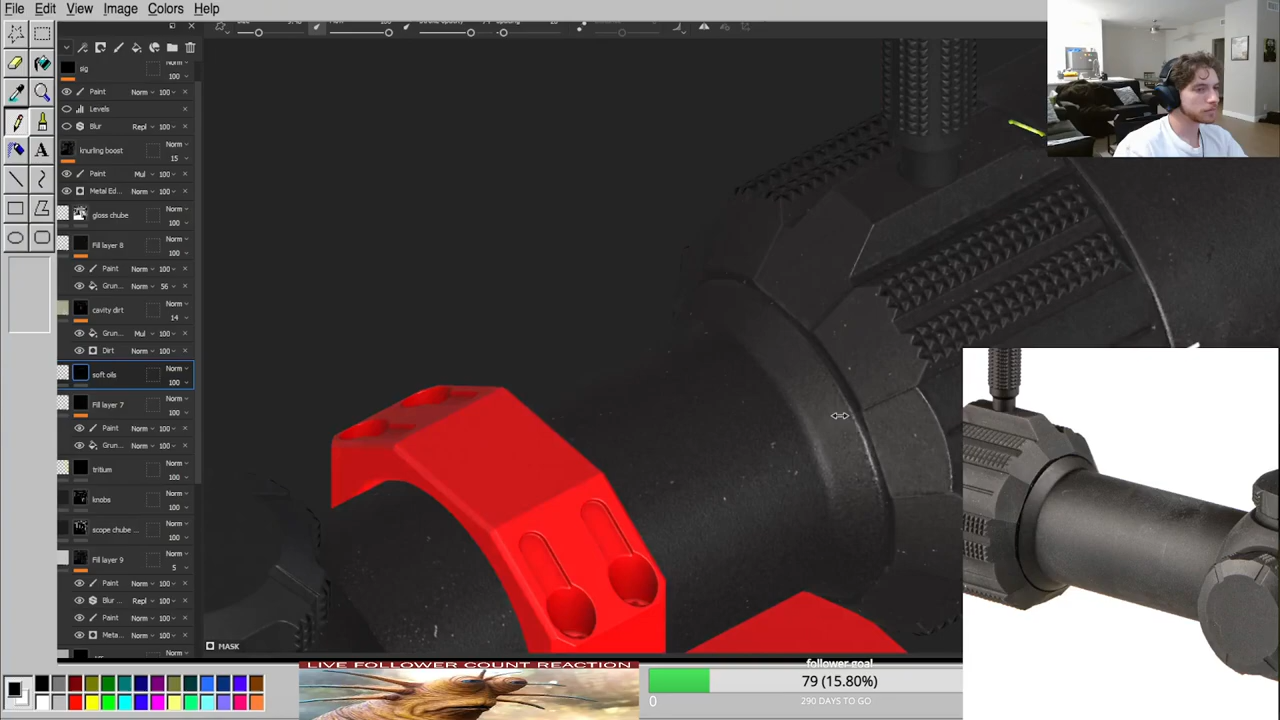 File Edit View Image Colors Help
sig Norm 100
Paint Norm 100
Levels
Blur Repl 100
knurling boost Norm 15
Paint Mul 100
Metal Ed... Norm 100
gloss chube Norm 100
Fill layer 8 Norm 100
Paint Norm 100
Grun... Norm 56
cavity dirt Norm 14
Grun... Mul 100
Dirt Norm 100
soft oils Norm 100
Fill layer 7 Norm 100
Paint Norm 100
Grun... Norm 100
tritium Norm 100
knobs Norm 100
scope chube ... Norm 100
Fill layer 9 Norm 5
Paint Norm 100
Blur ... Repl 100
Paint Norm 100
Meta... Norm 100
MASK
LIVE FOLLOWER COUNT REACTION
follower goal
79 (15.80%)
0
290 DAYS TO GO